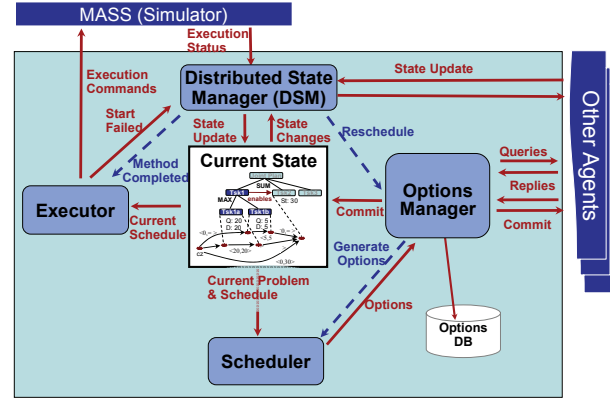 MASS (Simulator)
Execution
Status
Execution
Commands
Distributed State
Manager (DSM)
State Update
Start
Failed
State
Update
State
Changes
Reschedule
Other Agents
Method
Completed
Current State
SUM
Tsk1
MAX
enables
St: 30
Tsk1a
Tsk1b
Q: 20
D: 20
Q: 5
D: 5
<5,5
<20,20>
cz
<0,30>
Executor
Current
Schedule
Commit
Options
Manager
Queries
Replies
Commit
Generate
Options
Current Problem
& Schedule
Options
Scheduler
Options
DB